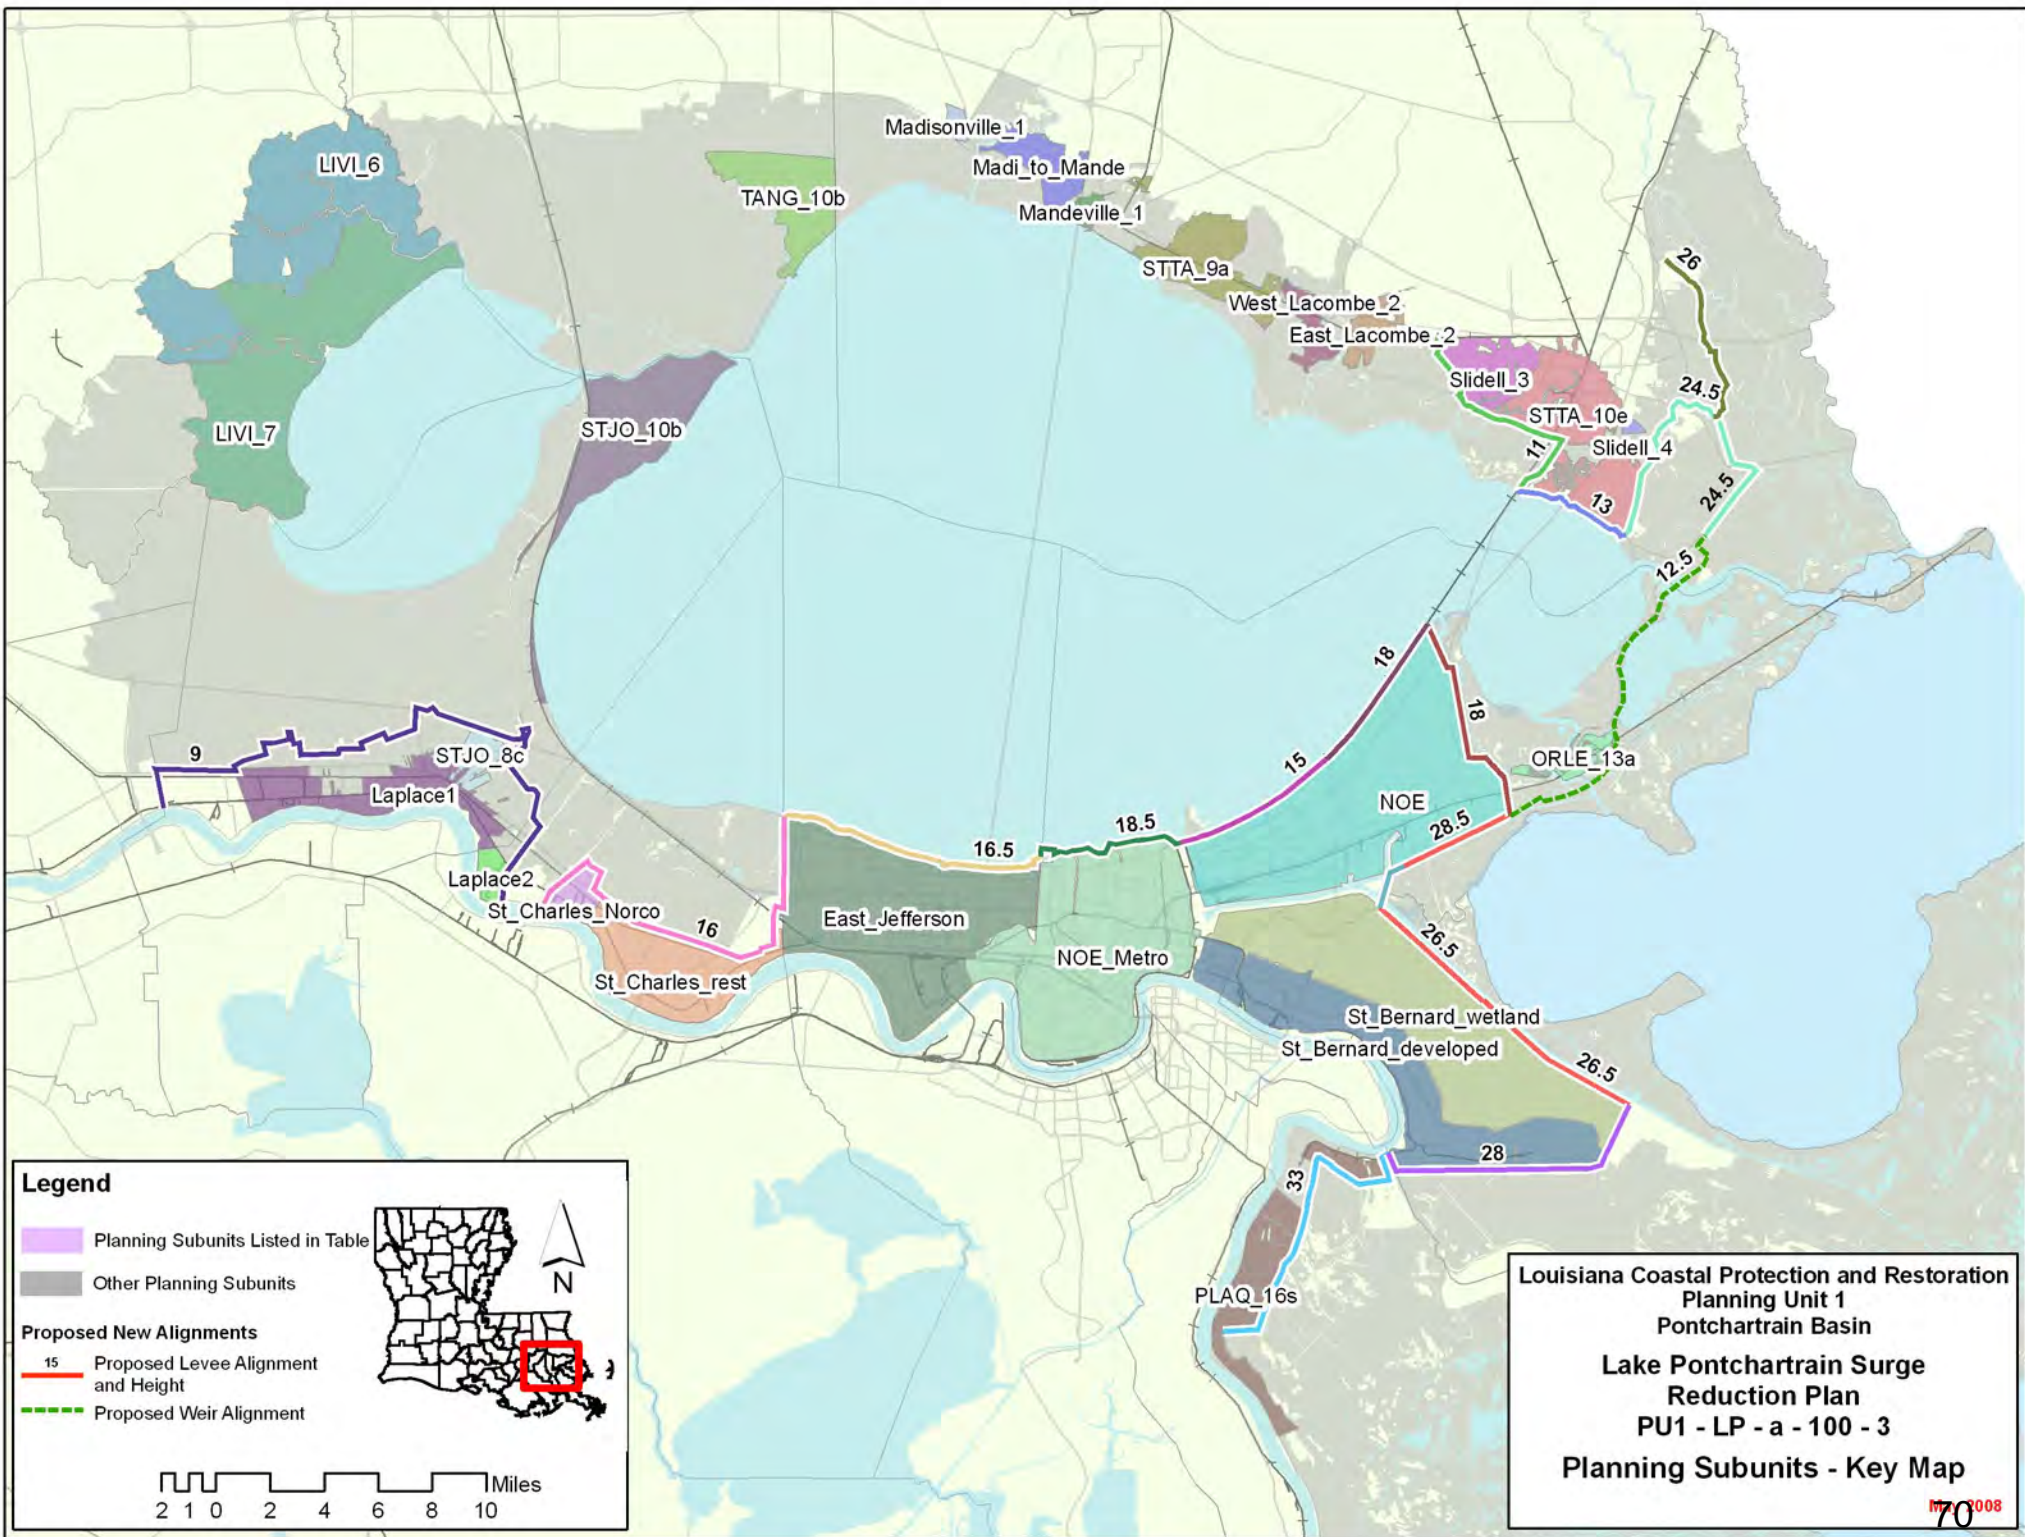 Madisonville_1
LIVI_6
Madi_to_Mande
TANG_10b
Mandeville_1
STTA_9a
26
West_Lacombe_2
East_Lacombe_2
Slidell_3
24.5
STTA_10e
LIVI_7
STJO_10b
11
Slidell_4
24.5
13
12.5
18
18
9
STJO_8c
ORLE_13a
15
Laplace1
NOE
28.5
18.5
16.5
Laplace2
St_Charles_Norco
16
East_Jefferson
26.5
NOE_Metro
St_Charles_rest
St_Bernard_wetland
St_Bernard_developed
26.5
28
33
PLAQ_16s
Legend
Planning Subunits Listed in Table
Other Planning Subunits
N
Proposed New Alignments
15
Proposed Levee Alignment
and Height
Proposed Weir Alignment
Miles
2 1 0 2 4 6 8 10
Louisiana Coastal Protection and Restoration
Planning Unit 1
Pontchartrain Basin
Lake Pontchartrain Surge
Reduction Plan
PU1 - LP - a - 100 - 3
Planning Subunits - Key Map
May 2008
70